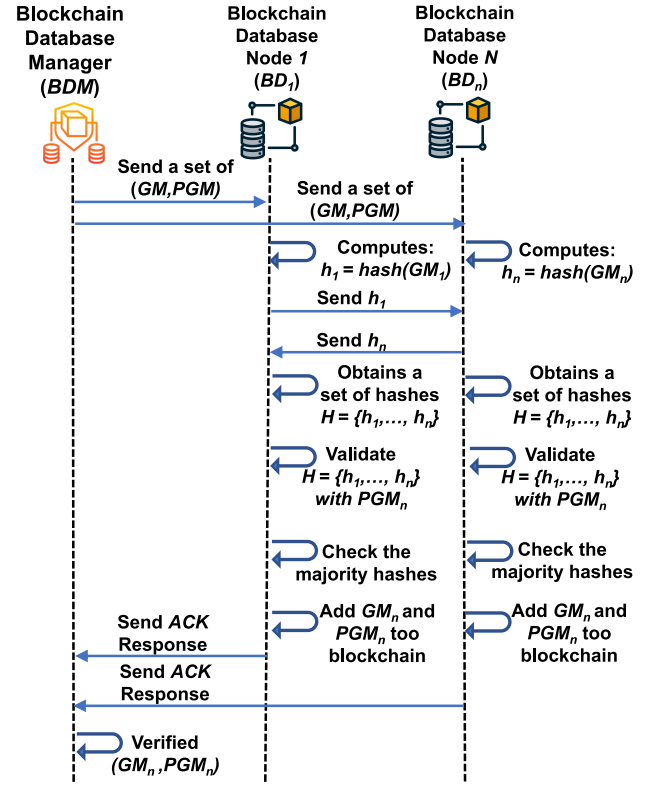 Blockchain
Database
Manager
(BDM)
Blockchain
Database
Node 1
(BD₁)
Blockchain
Database
Node N
(BDₙ)
Send a set of
(GM,PGM)
Send a set of
(GM,PGM)
Computes:
h₁ = hash(GM₁)
Computes:
hₙ = hash(GMₙ)
Send h₁
Send hₙ
Obtains a
set of hashes
H = {h₁,..., hₙ}
Obtains a
set of hashes
H = {h₁,..., hₙ}
Validate
H = {h₁,..., hₙ}
with PGMₙ
Validate
H = {h₁,..., hₙ}
with PGMₙ
Check the
majority hashes
Check the
majority hashes
Add GMₙ and
PGMₙ too
blockchain
Add GMₙ and
PGMₙ too
blockchain
Send ACK
Response
Send ACK
Response
Verified
(GMₙ,PGMₙ)